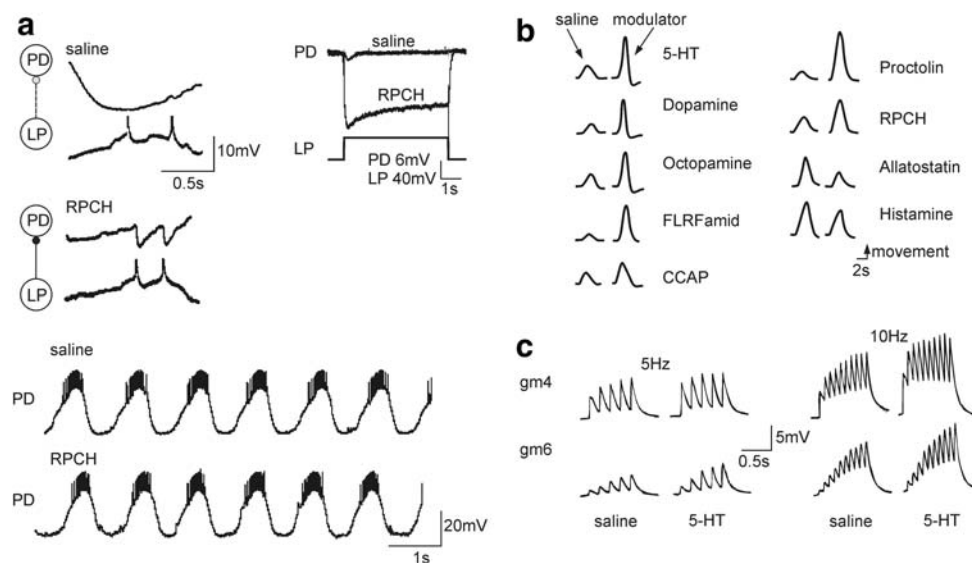 a
PD
saline
LP
10mV
0.5s
PD
saline
RPCH
LP
PD 6mV
LP 40mV
1s
PD
RPCH
LP
saline
PD
RPCH
PD
20mV
1s
b
saline
modulator
5-HT
Dopamine
Octopamine
FLRFamid
CCAP
Proctolin
RPCH
Allatostatin
Histamine
movement
2s
c
5Hz
10Hz
gm4
gm6
5mV
0.5s
saline
5-HT
saline
5-HT